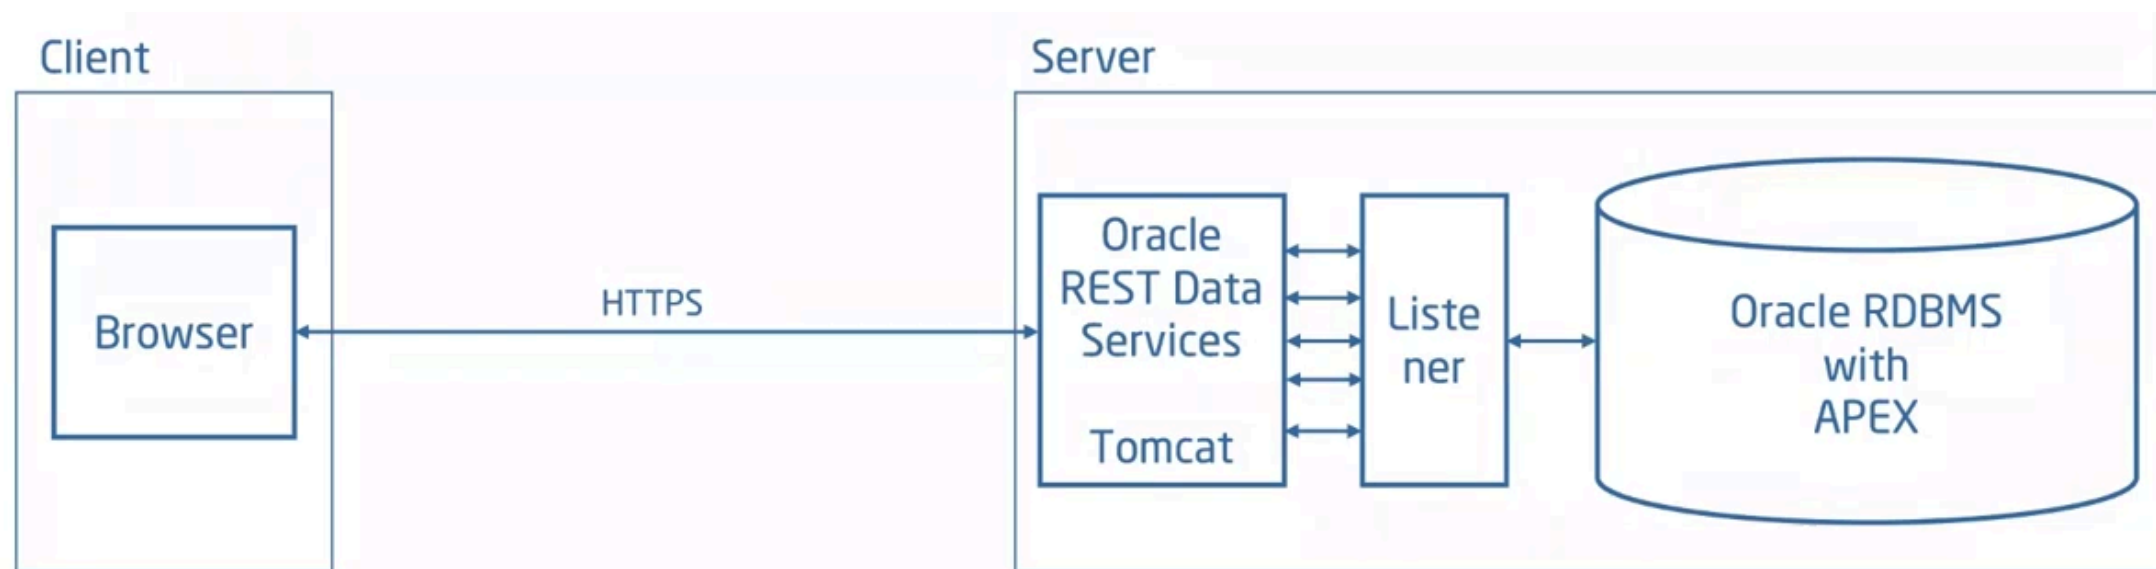 Client
Server
Browser
HTTPS
Oracle
REST Data
Services
Tomcat
Liste
ner
Oracle RDBMS
with
APEX